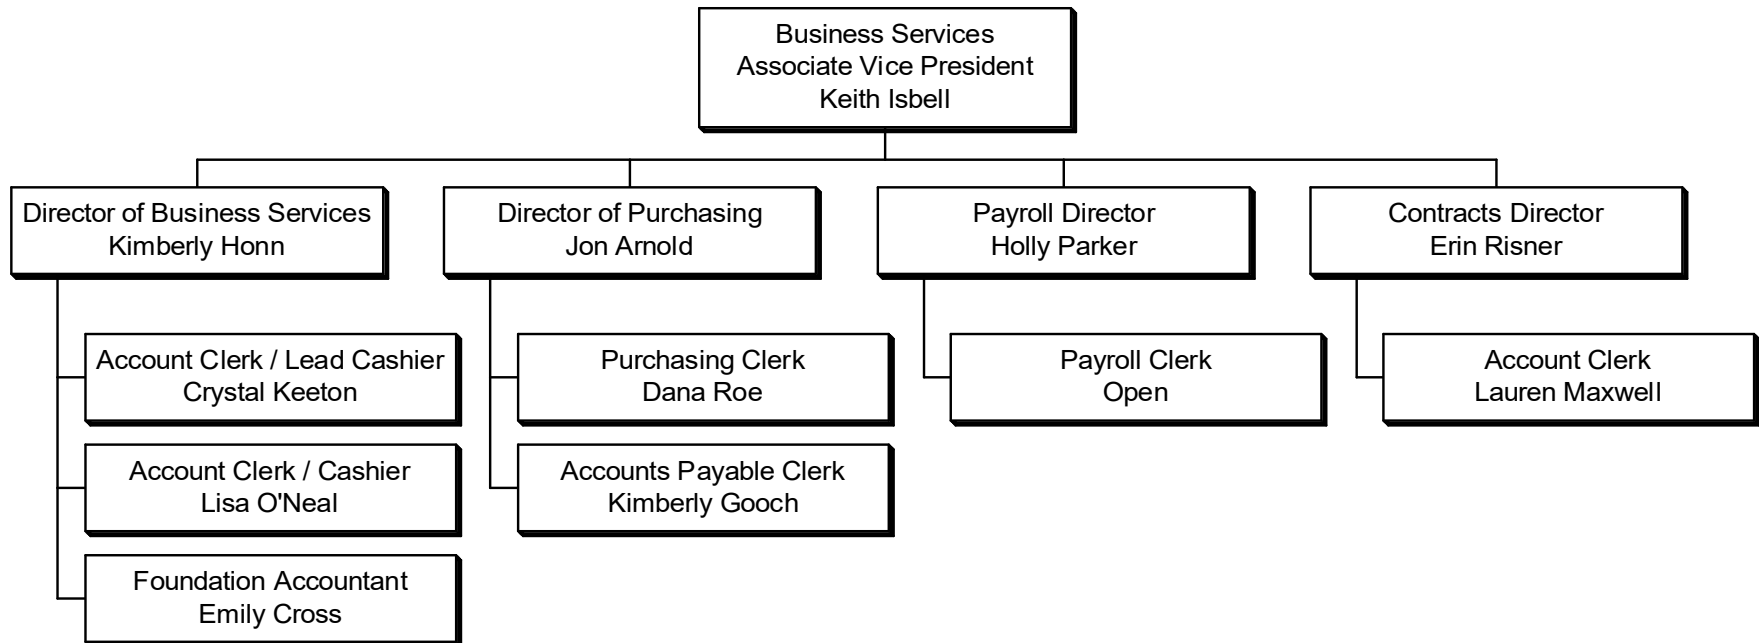 Business Services
Associate Vice President
Keith Isbell
Director of Business Services
Kimberly Honn
Director of Purchasing
Jon Arnold
Payroll Director
Holly Parker
Contracts Director
Erin Risner
Account Clerk / Lead Cashier
Crystal Keeton
Purchasing Clerk
Dana Roe
Payroll Clerk
Open
Account Clerk
Lauren Maxwell
Account Clerk / Cashier
Lisa O'Neal
Accounts Payable Clerk
Kimberly Gooch
Foundation Accountant
Emily Cross